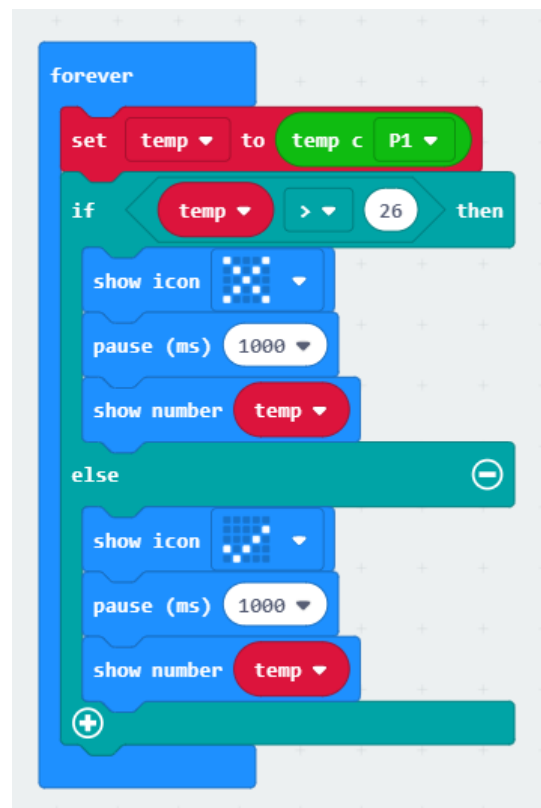 forever
set temp to temp c P1
if temp > 26 then
show icon
pause (ms) 1000
show number temp
else
show icon
pause (ms) 1000
show number temp